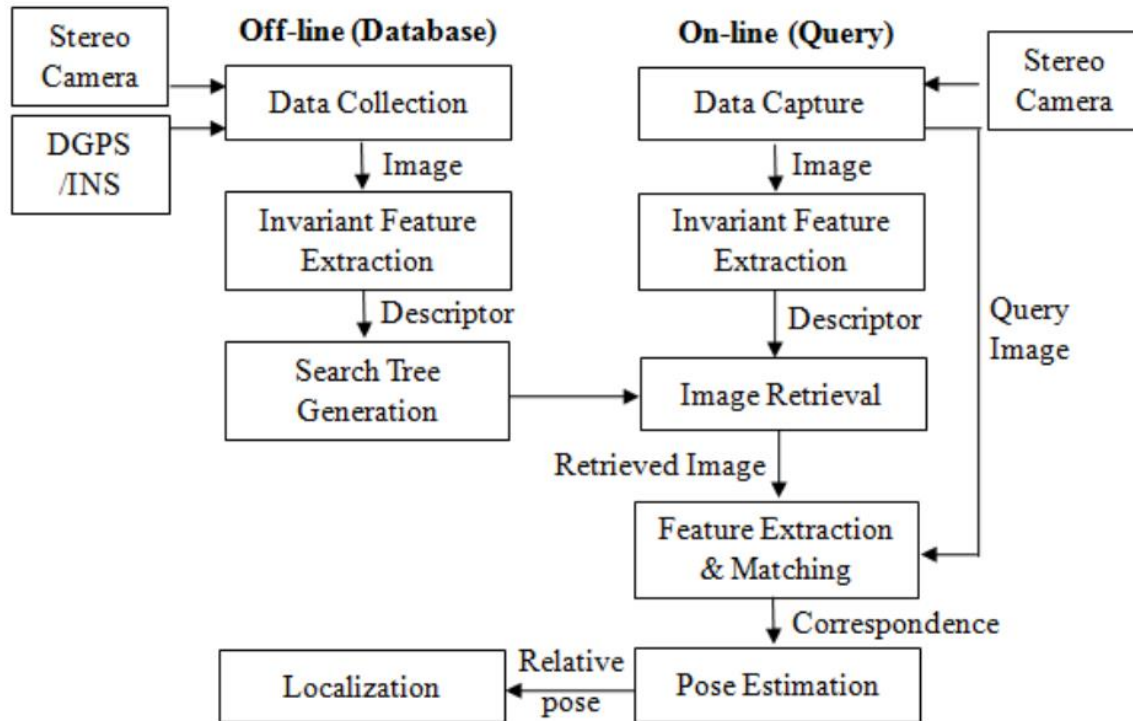 Stereo
Camera
DGPS
/INS
Off-line (Database)
Data Collection
Image
Invariant Feature
Extraction
Descriptor
Search Tree
Generation
On-line (Query)
Data Capture
Stereo
Camera
Image
Invariant Feature
Extraction
Descriptor
Query
Image
Image Retrieval
Retrieved Image
Feature Extraction
& Matching
Correspondence
Pose Estimation
Relative
pose
Localization